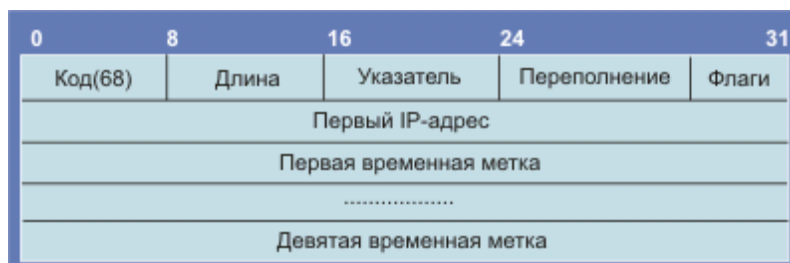 0 8 16 24 31
Код(68) Длина Указатель Переполнение Флаги
Первый IP-адрес
Первая временная метка
..................
Девятая временная метка